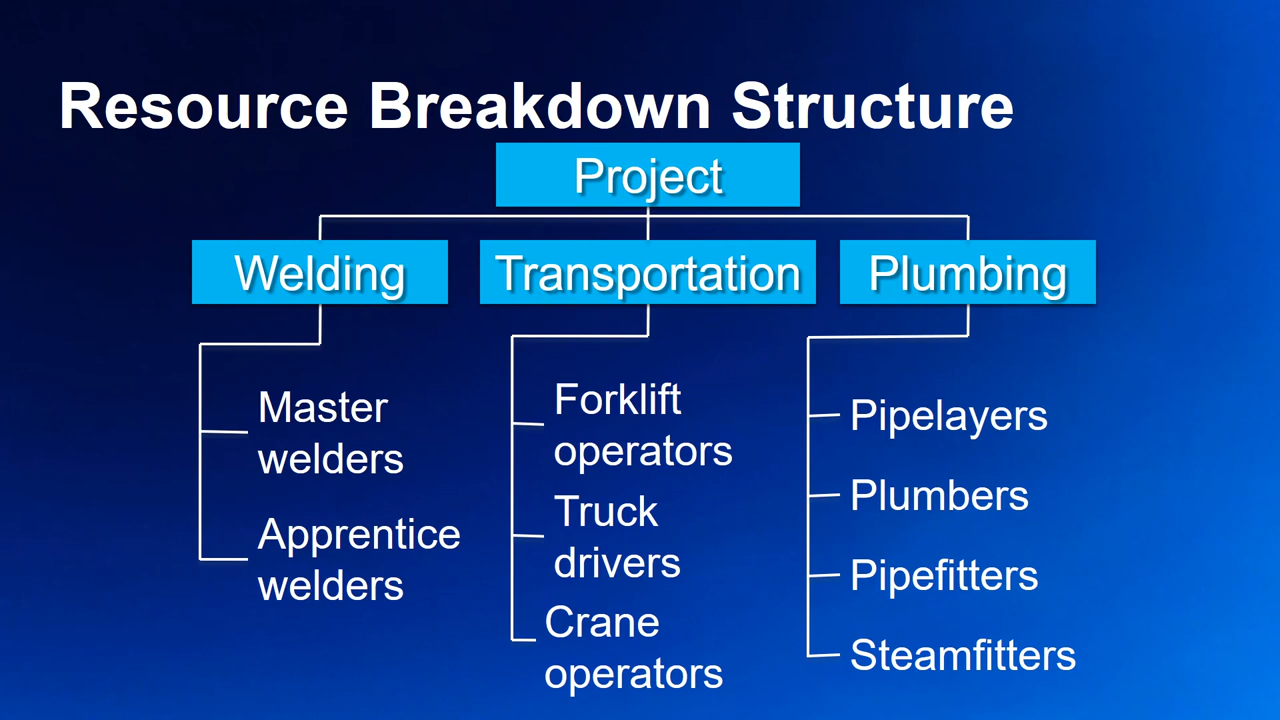 Resource Breakdown Structure
Project
Welding
Transportation
Plumbing
Master
welders
Apprentice
welders
Forklift
operators
Truck
drivers
Crane
operators
Pipelayers
Plumbers
Pipefitters
Steamfitters